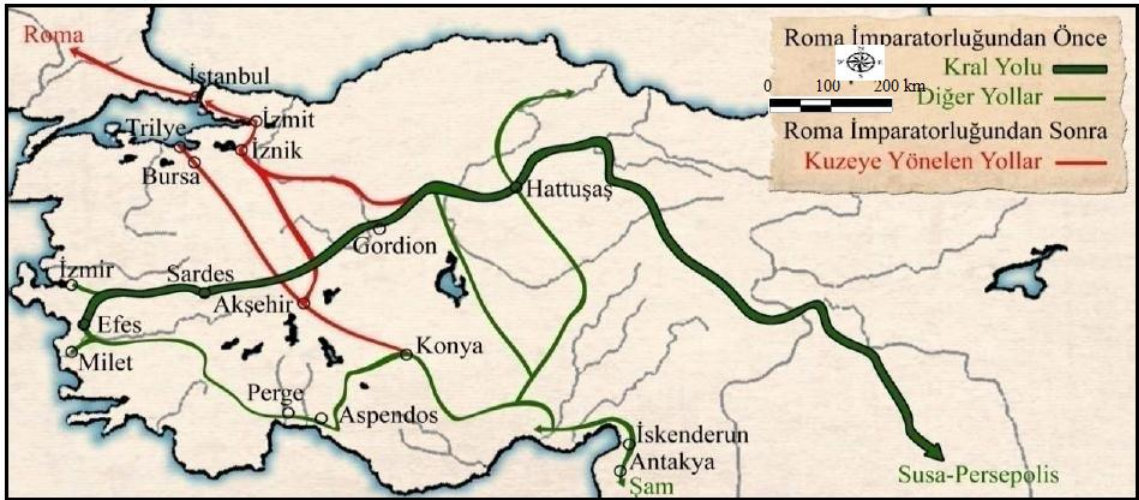 Roma İmparatorluğundan Önce
Kral Yolu
0 100 200 km
Diğer Yollar
Roma İmparatorluğundan Sonra
Kuzeye Yönelen Yollar
Roma
İstanbul
İzmit
Trilye
İznik
Bursa
Hattuşaş
Gordion
İzmir
Sardes
Akşehir
Efes
Konya
Milet
Perge
Aspendos
İskenderun
Antakya
Şam
Susa-Persepolis